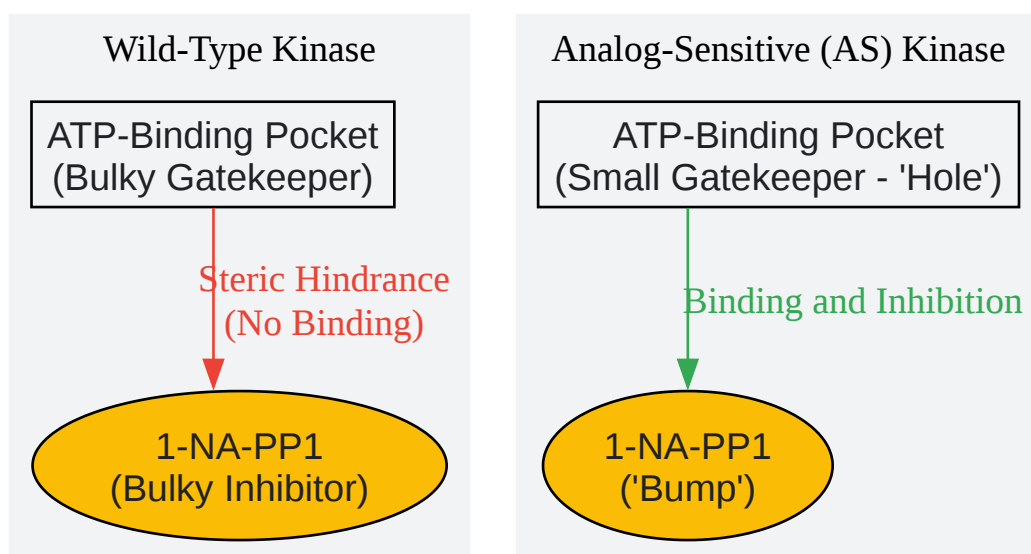 Wild-Type Kinase
ATP-Binding Pocket
(Bulky Gatekeeper)
Steric Hindrance
(No Binding)
1-NA-PP1
(Bulky Inhibitor)
Analog-Sensitive (AS) Kinase
ATP-Binding Pocket
(Small Gatekeeper - 'Hole')
Binding and Inhibition
1-NA-PP1
('Bump')